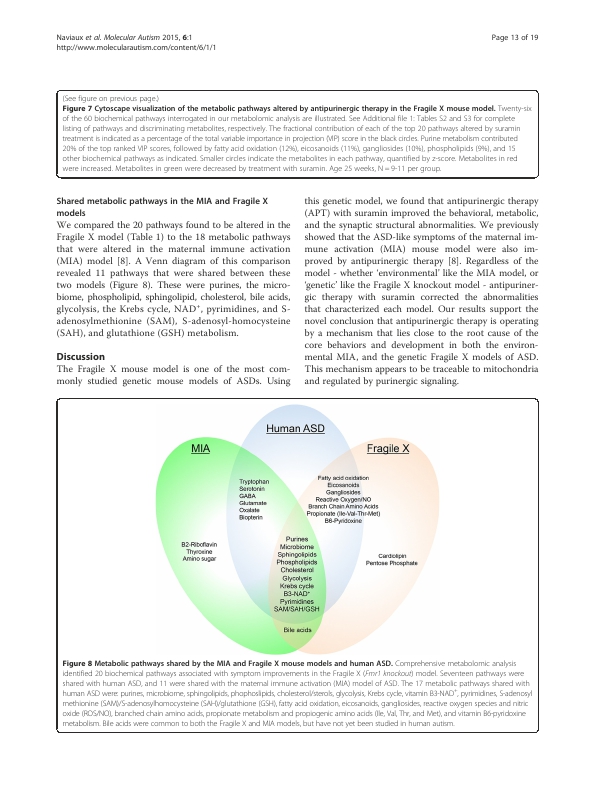 Naviaux et al. Molecular Autism 2015, 6:1
http://www.molecularautism.com/content/6/1/1
Page 13 of 19
(See figure on previous page.)
Figure 7 Cytoscape visualization of the metabolic pathways altered by antipurinergic therapy in the Fragile X mouse model. Twenty-six
of the 60 biochemical pathways interrogated in our metabolomic analysis are illustrated. See Additional file 1: Tables S2 and S3 for complete
listing of pathways and discriminating metabolites, respectively. The fractional contribution of each of the top 20 pathways altered by suramin
treatment is indicated as a percentage of the total variable importance in projection (VIP) score in the black circles. Purine metabolism contributed
20% of the top ranked VIP scores, followed by fatty acid oxidation (12%), eicosanoids (11%), gangliosides (10%), phospholipids (9%), and 15
other biochemical pathways as indicated. Smaller circles indicate the metabolites in each pathway, quantified by z-score. Metabolites in red
were increased. Metabolites in green were decreased by treatment with suramin. Age 25 weeks, N = 9-11 per group.
Shared metabolic pathways in the MIA and Fragile X
models
We compared the 20 pathways found to be altered in the
Fragile X model (Table 1) to the 18 metabolic pathways
that were altered in the maternal immune activation
(MIA) model [8]. A Venn diagram of this comparison
revealed 11 pathways that were shared between these
two models (Figure 8). These were purines, the micro-
biome, phospholipid, sphingolipid, cholesterol, bile acids,
glycolysis, the Krebs cycle, NAD⁺, pyrimidines, and S-
adenosylmethionine (SAM), S-adenosyl-homocysteine
(SAH), and glutathione (GSH) metabolism.
Discussion
The Fragile X mouse model is one of the most com-
monly studied genetic mouse models of ASDs. Using
this genetic model, we found that antipurinergic therapy
(APT) with suramin improved the behavioral, metabolic,
and the synaptic structural abnormalities. We previously
showed that the ASD-like symptoms of the maternal im-
mune activation (MIA) mouse model were also im-
proved by antipurinergic therapy [8]. Regardless of the
model - whether 'environmental' like the MIA model, or
'genetic' like the Fragile X knockout model - antipuriner-
gic therapy with suramin corrected the abnormalities
that characterized each model. Our results support the
novel conclusion that antipurinergic therapy is operating
by a mechanism that lies close to the root cause of the
core behaviors and development in both the environ-
mental MIA, and the genetic Fragile X models of ASD.
This mechanism appears to be traceable to mitochondria
and regulated by purinergic signaling.
Human ASD
MIA
Fragile X
Tryptophan
Serotonin
GABA
Glutamate
Oxalate
Biopterin
Fatty acid oxidation
Eicosanoids
Gangliosides
Reactive Oxygen/NO
Branch Chain Amino Acids
Propionate (Ile-Val-Thr-Met)
B6-Pyridoxine
B2-Riboflavin
Thyroxine
Amino sugar
Purines
Microbiome
Sphingolipids
Phospholipids
Cholesterol
Glycolysis
Krebs cycle
B3-NAD⁺
Pyrimidines
SAM/SAH/GSH
Cardiolipin
Pentose Phosphate
Bile acids
Figure 8 Metabolic pathways shared by the MIA and Fragile X mouse models and human ASD. Comprehensive metabolomic analysis
identified 20 biochemical pathways associated with symptom improvements in the Fragile X (Fmr1 knockout) model. Seventeen pathways were
shared with human ASD, and 11 were shared with the maternal immune activation (MIA) model of ASD. The 17 metabolic pathways shared with
human ASD were: purines, microbiome, sphingolipids, phopholipids, cholesterol/sterols, glycolysis, Krebs cycle, vitamin B3-NAD⁺, pyrimidines, S-adenosyl
methionine (SAM)/S-adenosylhomocysteine (SAH)/glutathione (GSH), fatty acid oxidation, eicosanoids, gangliosides, reactive oxygen species and nitric
oxide (ROS/NO), branched chain amino acids, propionate metabolism and propiogenic amino acids (Ile, Val, Thr, and Met), and vitamin B6-pyridoxine
metabolism. Bile acids were common to both the Fragile X and MIA models, but have not yet been studied in human autism.